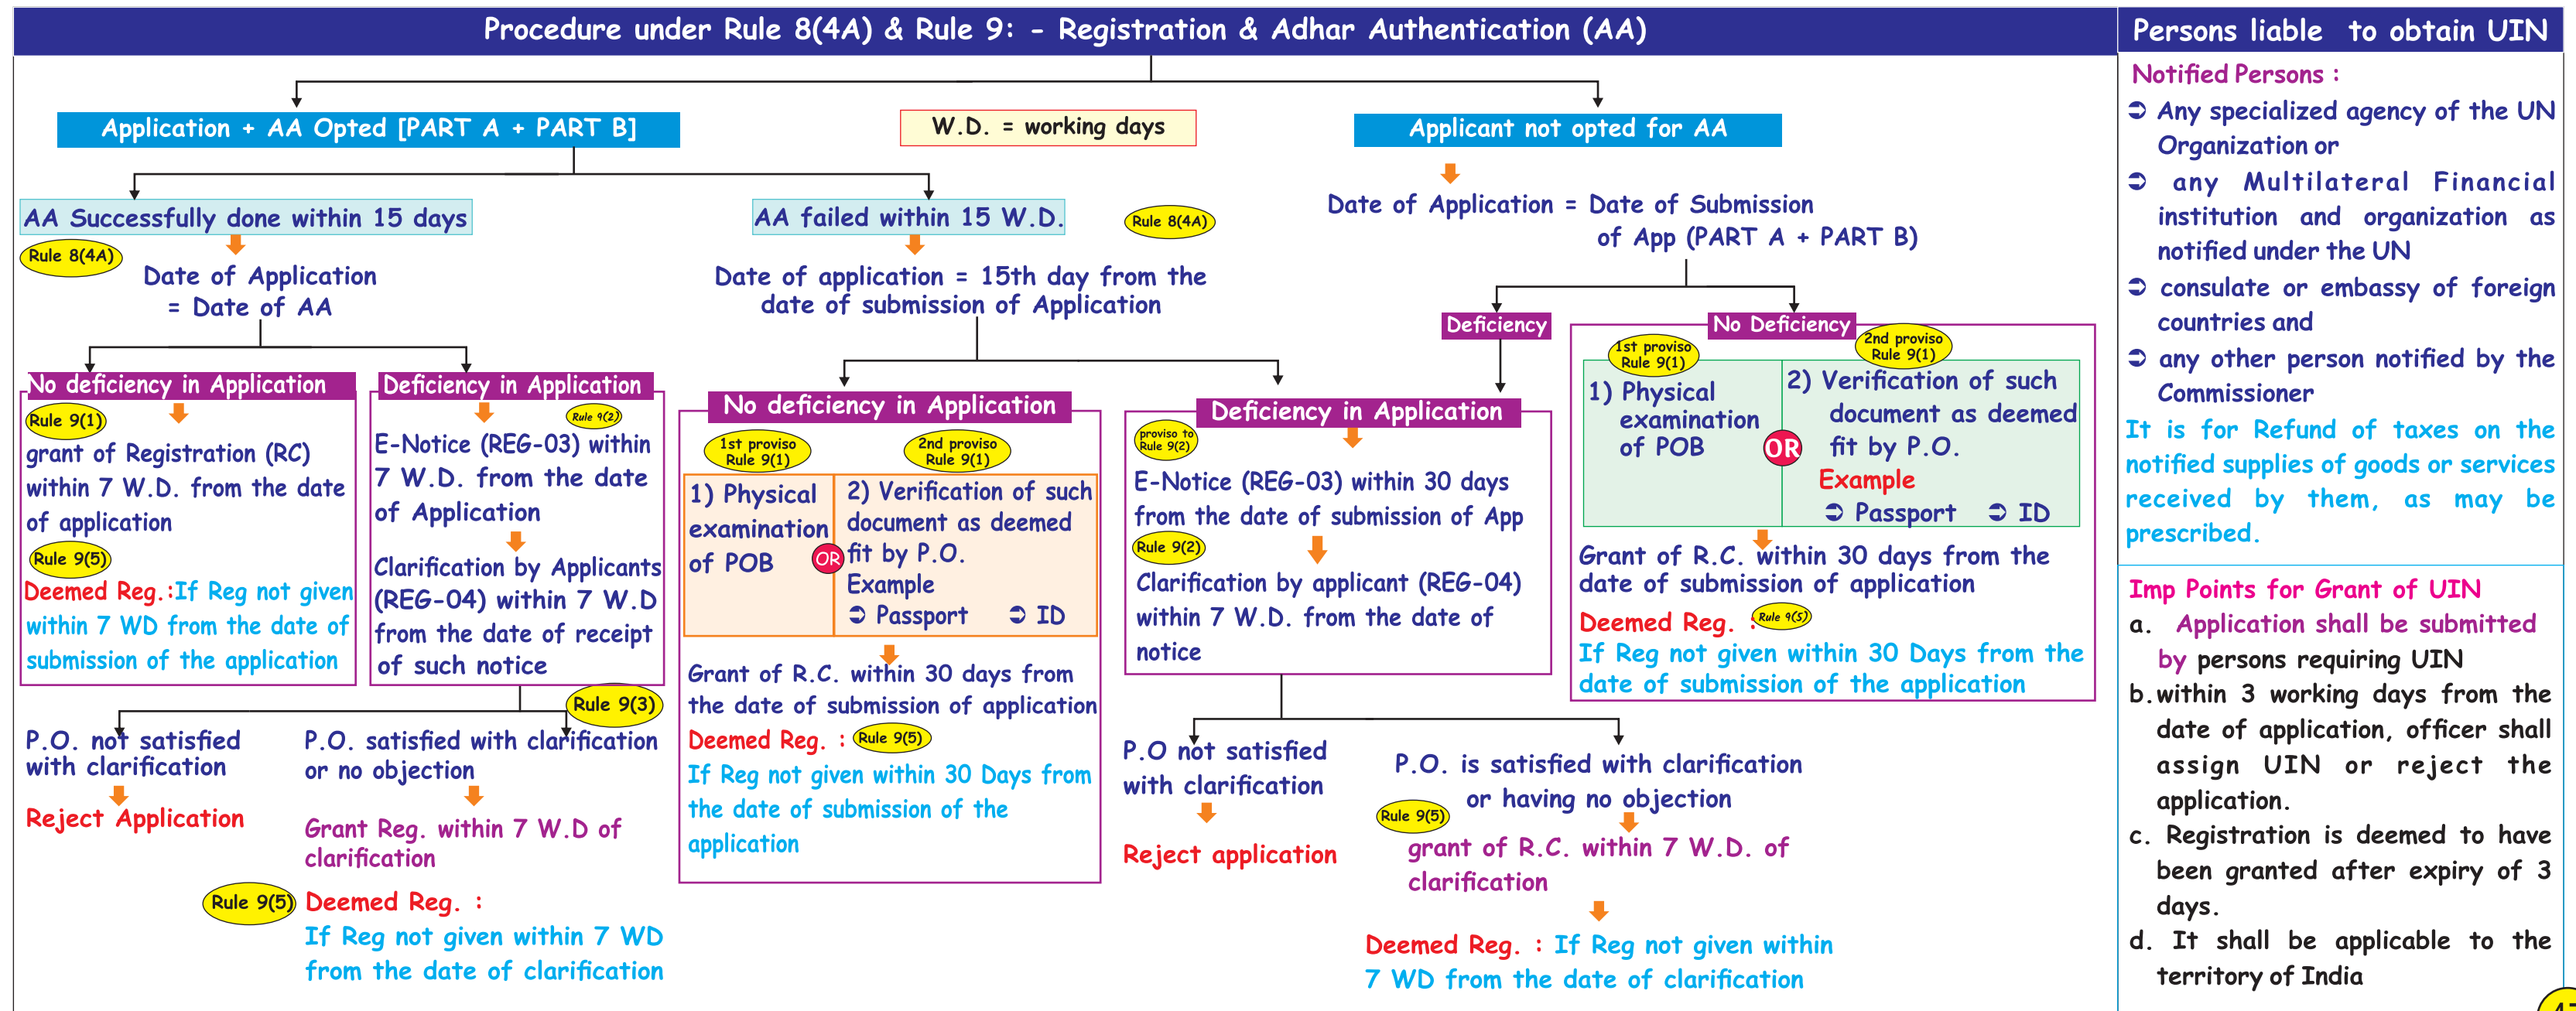 Procedure under Rule 8(4A) & Rule 9: - Registration & Adhar Authentication (AA)
Application + AA Opted [PART A + PART B]
W.D. = working days
Applicant not opted for AA
AA Successfully done within 15 days
Rule 8(4A)
Date of Application
= Date of AA
No deficiency in Application
Rule 9(1)
grant of Registration (RC)
within 7 W.D. from the date
of application
Rule 9(5)
Deemed Reg.:If Reg not given
within 7 WD from the date of
submission of the application
Deficiency in Application
Rule 9(2)
E-Notice (REG-03) within
7 W.D. from the date
of Application
Clarification by Applicants
(REG-04) within 7 W.D
from the date of receipt
of such notice
Rule 9(3)
P.O. not satisfied
with clarification
Reject Application
P.O. satisfied with clarification
or no objection
Grant Reg. within 7 W.D of
clarification
Rule 9(5)
Deemed Reg. :
If Reg not given within 7 WD
from the date of clarification
AA failed within 15 W.D.
Rule 8(4A)
Date of application = 15th day from the
date of submission of Application
No deficiency in Application
1st proviso
Rule 9(1)
2nd proviso
Rule 9(1)
1) Physical
examination
of POB
OR
2) Verification of such
document as deemed
fit by P.O.
Example
➲ Passport ➲ ID
Grant of R.C. within 30 days from
the date of submission of application
Deemed Reg. : Rule 9(5)
If Reg not given within 30 Days from
the date of submission of the
application
Date of Application = Date of Submission
of App (PART A + PART B)
Deficiency
Deficiency in Application
proviso to
Rule 9(2)
E-Notice (REG-03) within 30 days
from the date of submission of App
Rule 9(2)
Clarification by applicant (REG-04)
within 7 W.D. from the date of
notice
P.O not satisfied
with clarification
Reject application
P.O. is satisfied with clarification
or having no objection
Rule 9(5)
grant of R.C. within 7 W.D. of
clarification
Deemed Reg. : If Reg not given within
7 WD from the date of clarification
No Deficiency
1st proviso
Rule 9(1)
2nd proviso
Rule 9(1)
1) Physical
examination
of POB
OR
2) Verification of such
document as deemed
fit by P.O.
Example
➲ Passport ➲ ID
Grant of R.C. within 30 days from the
date of submission of application
Deemed Reg. : Rule 9(5)
If Reg not given within 30 Days from the
date of submission of the application
Persons liable to obtain UIN
Notified Persons :
➲ Any specialized agency of the UN
Organization or
➲ any Multilateral Financial
institution and organization as
notified under the UN
➲ consulate or embassy of foreign
countries and
➲ any other person notified by the
Commissioner
It is for Refund of taxes on the
notified supplies of goods or services
received by them, as may be
prescribed.
Imp Points for Grant of UIN
a. Application shall be submitted
by persons requiring UIN
b. within 3 working days from the
date of application, officer shall
assign UIN or reject the
application.
c. Registration is deemed to have
been granted after expiry of 3
days.
d. It shall be applicable to the
territory of India